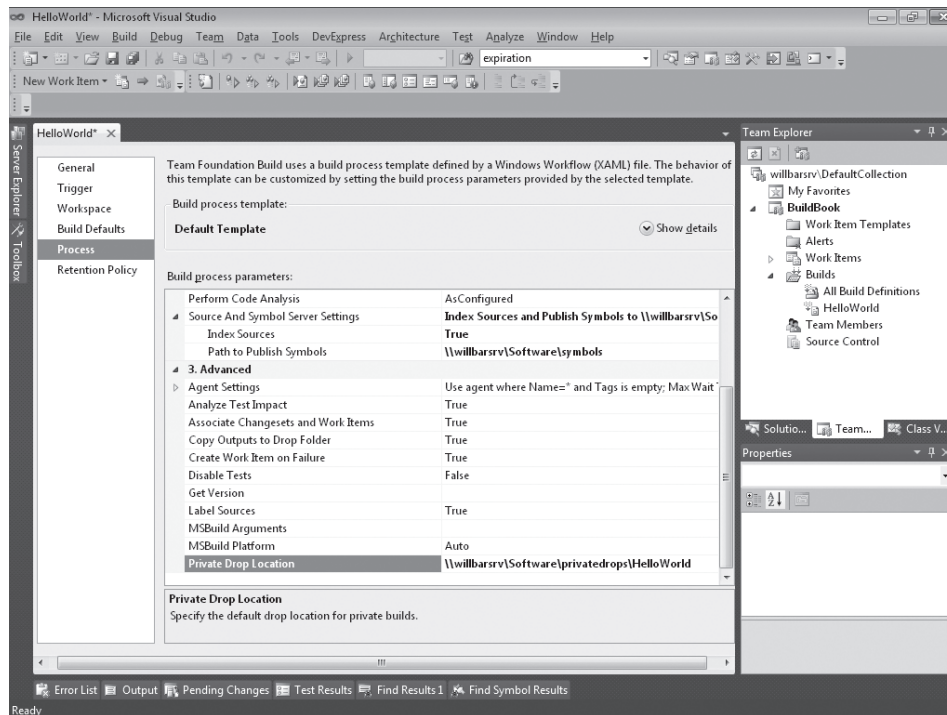 HelloWorld* - Microsoft Visual Studio
File Edit View Build Debug Team Data Tools DevExpress Architecture Test Analyze Window Help
expiration
New Work Item
HelloWorld*
Server Explorer
Toolbox
General
Trigger
Workspace
Build Defaults
Process
Retention Policy
Team Foundation Build uses a build process template defined by a Windows Workflow (XAML) file. The behavior of
this template can be customized by setting the build process parameters provided by the selected template.
Build process template:
Default Template Show details
Build process parameters:
Perform Code Analysis AsConfigured
Source And Symbol Server Settings Index Sources and Publish Symbols to \\willbarsrv\So
Index Sources True
Path to Publish Symbols \\willbarsrv\Software\symbols
3. Advanced
Agent Settings Use agent where Name=* and Tags is empty; Max Wait
Analyze Test Impact True
Associate Changesets and Work Items True
Copy Outputs to Drop Folder True
Create Work Item on Failure True
Disable Tests False
Get Version
Label Sources True
MSBuild Arguments
MSBuild Platform Auto
Private Drop Location \\willbarsrv\Software\privatedrops\HelloWorld
Private Drop Location
Specify the default drop location for private builds.
Team Explorer
willbarsrv\DefaultCollection
My Favorites
BuildBook
Work Item Templates
Alerts
Work Items
Builds
All Build Definitions
HelloWorld
Team Members
Source Control
Solutio... Team... Class V...
Properties
Error List Output Pending Changes Test Results Find Results 1 Find Symbol Results
Ready